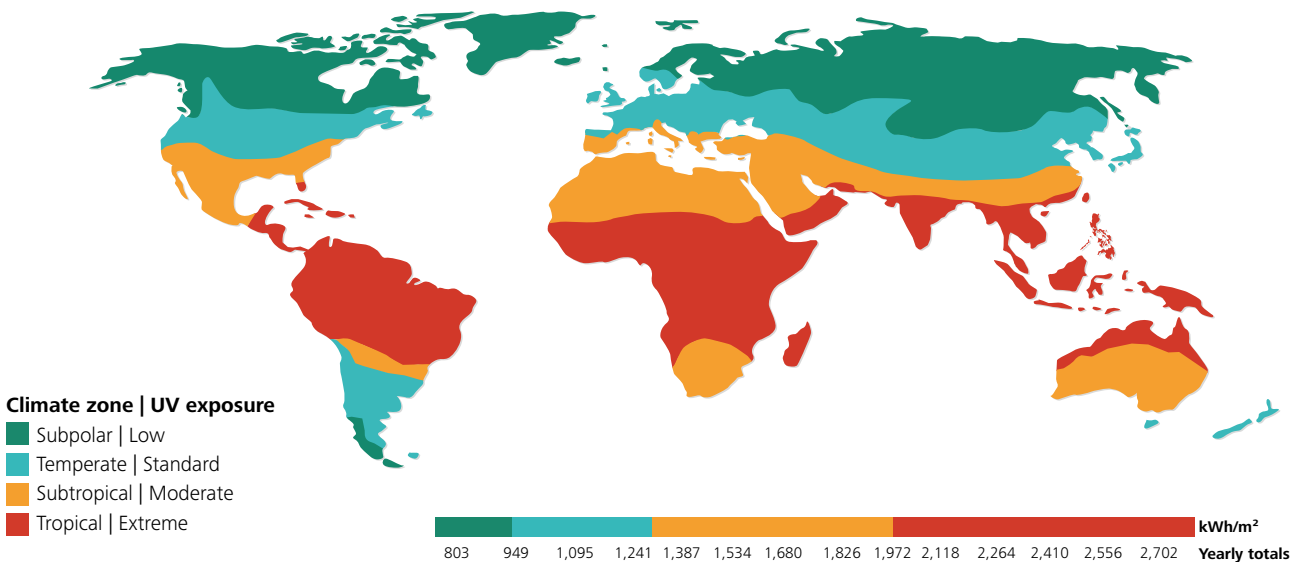 Climate zone | UV exposure
Subpolar | Low
Temperate | Standard
Subtropical | Moderate
Tropical | Extreme
kWh/m²
803 949 1,095 1,241 1,387 1,534 1,680 1,826 1,972 2,118 2,264 2,410 2,556 2,702 Yearly totals